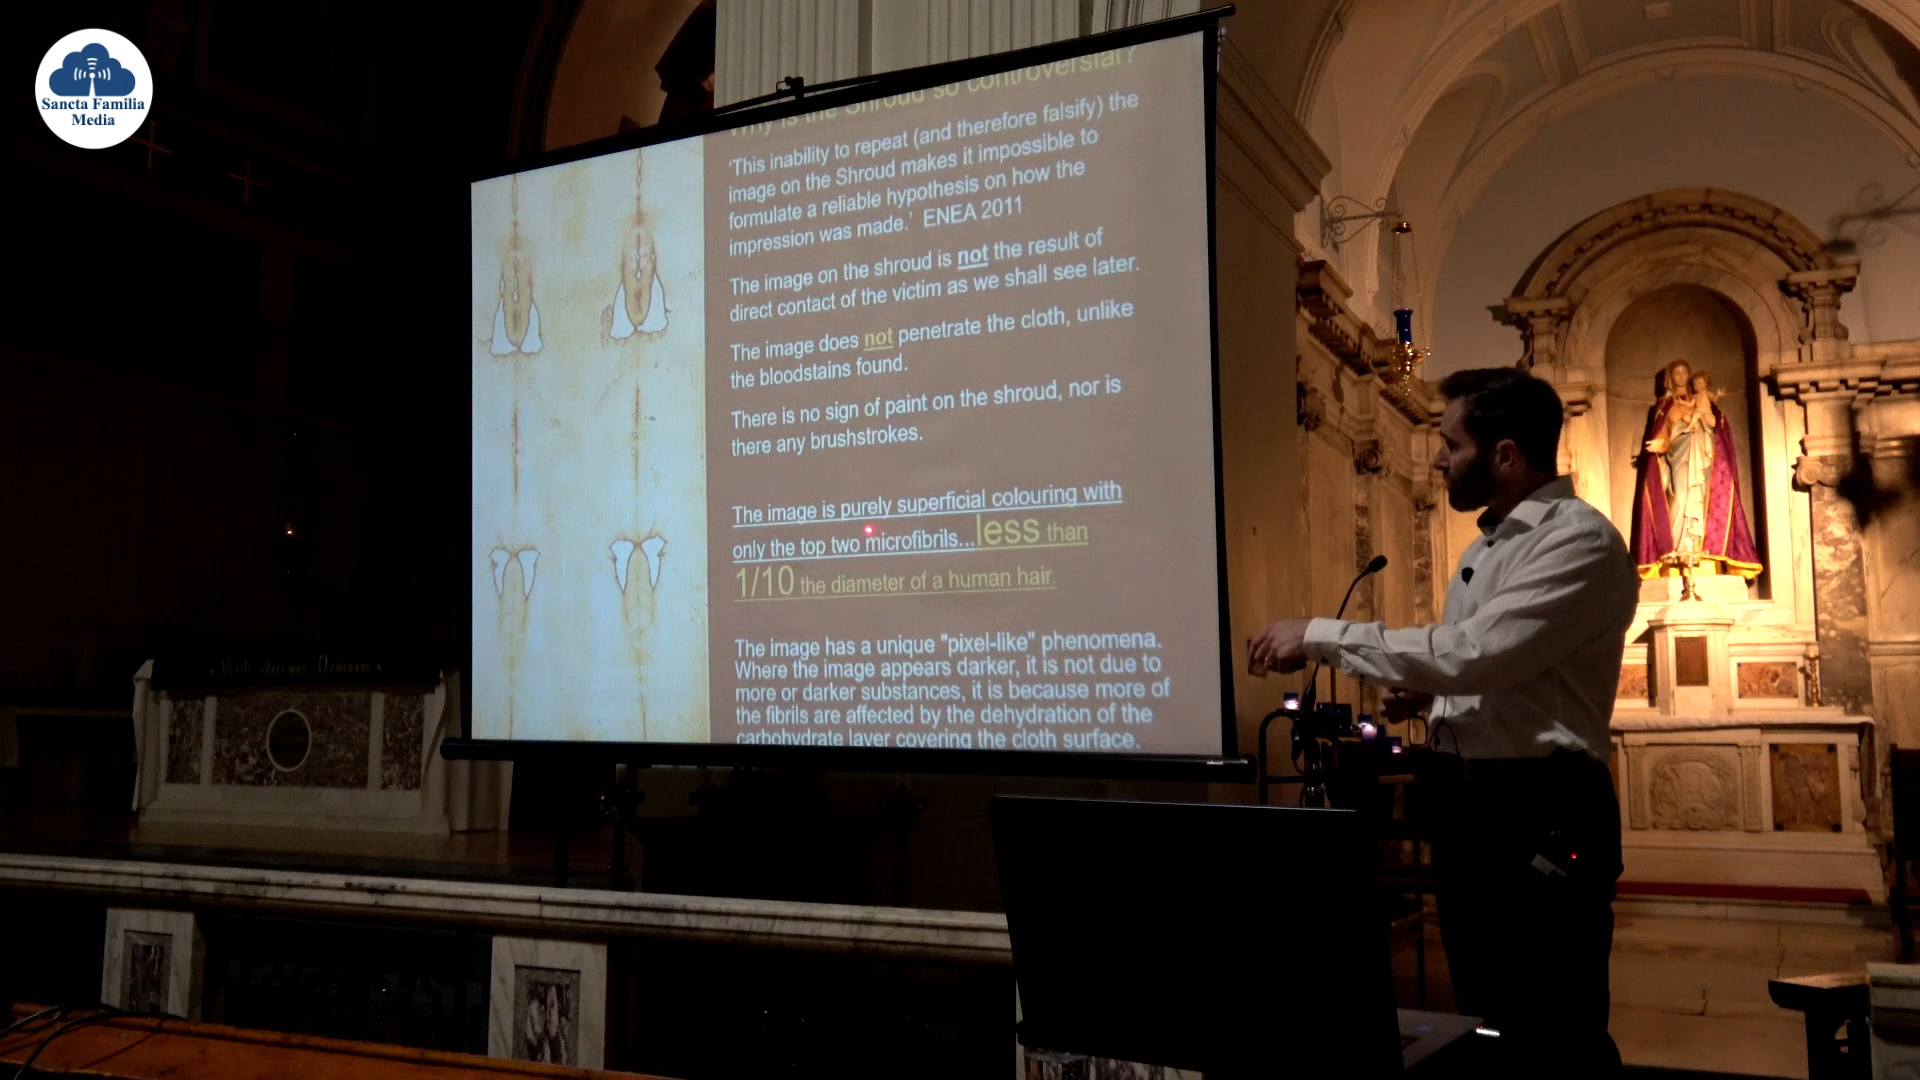 Sancta Familia
Media
Why is the Shroud so controversial?
'This inability to repeat (and therefore falsify) the
image on the Shroud makes it impossible to
formulate a reliable hypothesis on how the
impression was made.' ENEA 2011
The image on the shroud is not the result of
direct contact of the victim as we shall see later.
The image does not penetrate the cloth, unlike
the bloodstains found.
There is no sign of paint on the shroud, nor is
there any brushstrokes.
The image is purely superficial colouring with
only the top two microfibrils...less than
1/10 the diameter of a human hair.
The image has a unique "pixel-like" phenomena.
Where the image appears darker, it is not due to
more or darker substances, it is because more of
the fibrils are affected by the dehydration of the
carbohydrate layer covering the cloth surface.